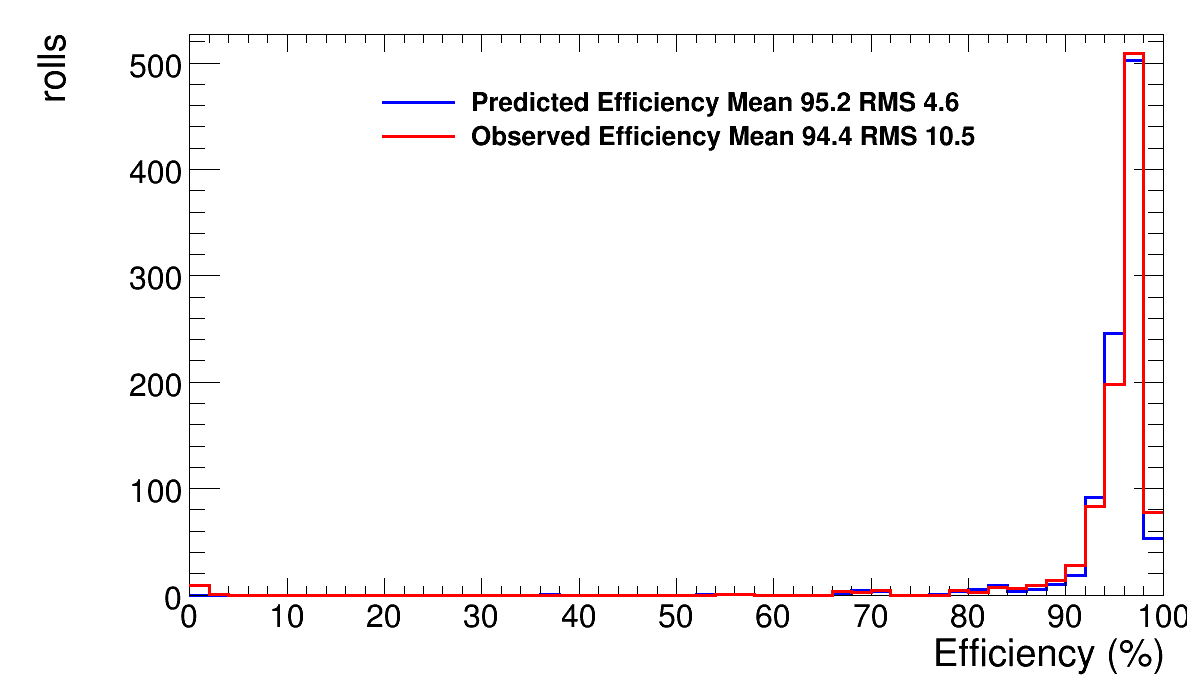 rolls
500
400
300
200
100
0
Predicted Efficiency Mean 95.2 RMS 4.6
Observed Efficiency Mean 94.4 RMS 10.5
0 10 20 30 40 50 60 70 80 90 100
Efficiency (%)